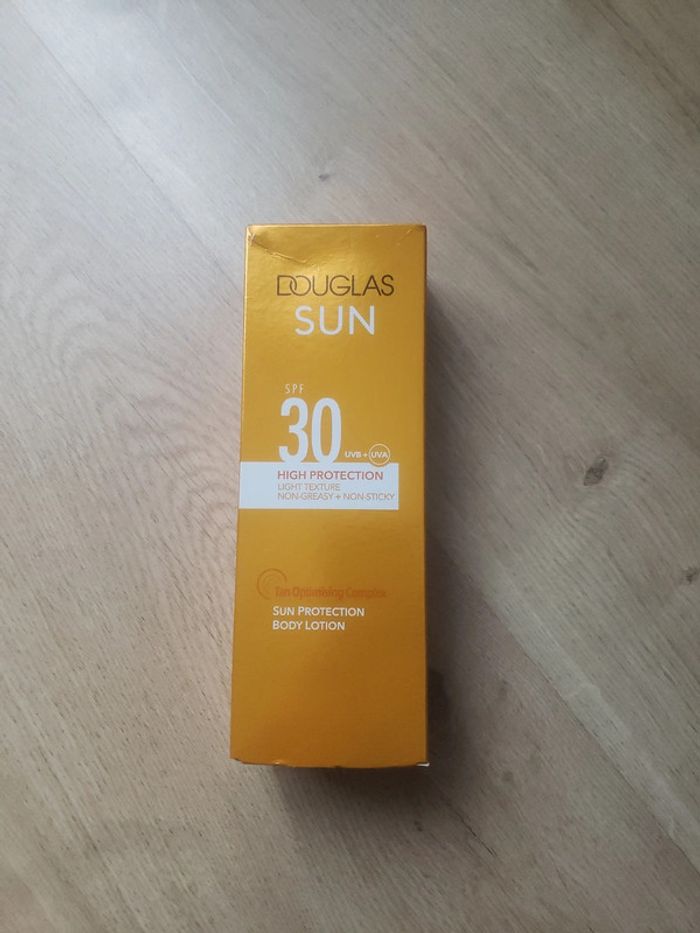 DOUGLAS
SUN
SPF
30 UVB + UVA
HIGH PROTECTION
LIGHT TEXTURE
NON-GREASY + NON-STICKY
Tan Optimising Complex
SUN PROTECTION
BODY LOTION